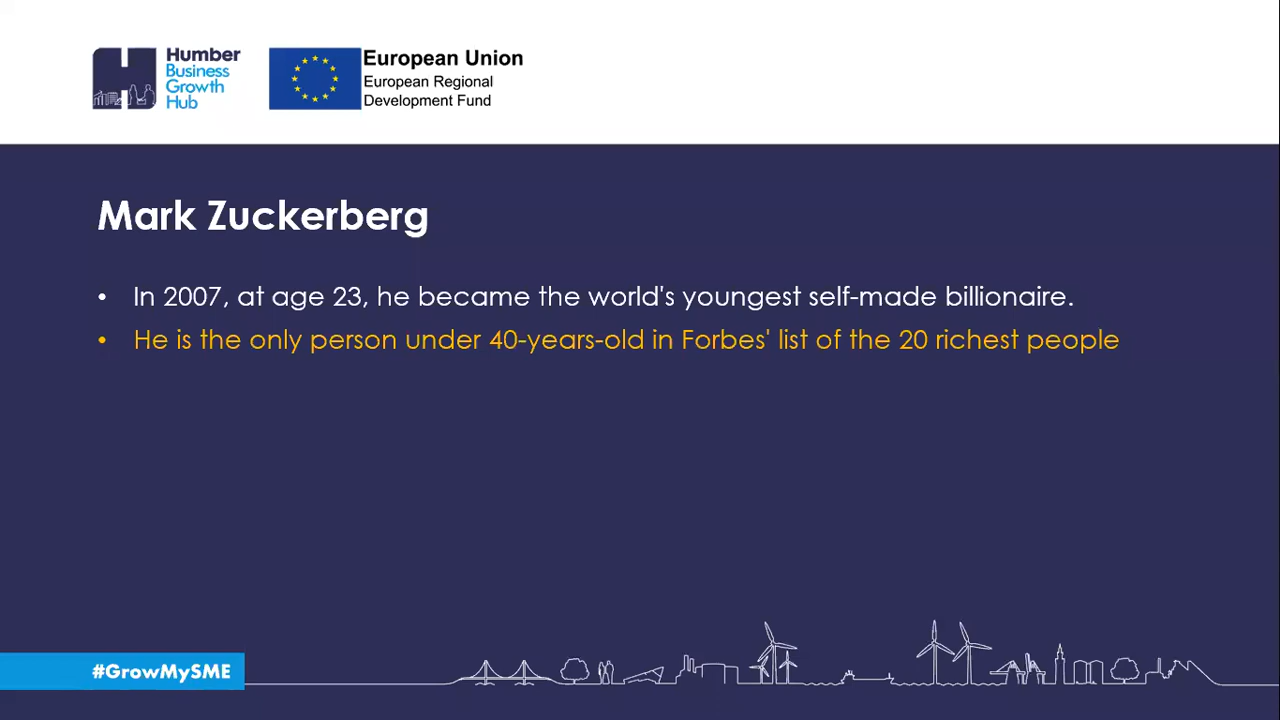 Humber
Business
Growth
Hub
European Union
European Regional
Development Fund
Mark Zuckerberg
• In 2007, at age 23, he became the world's youngest self-made billionaire.
• He is the only person under 40-years-old in Forbes' list of the 20 richest people
#GrowMySME